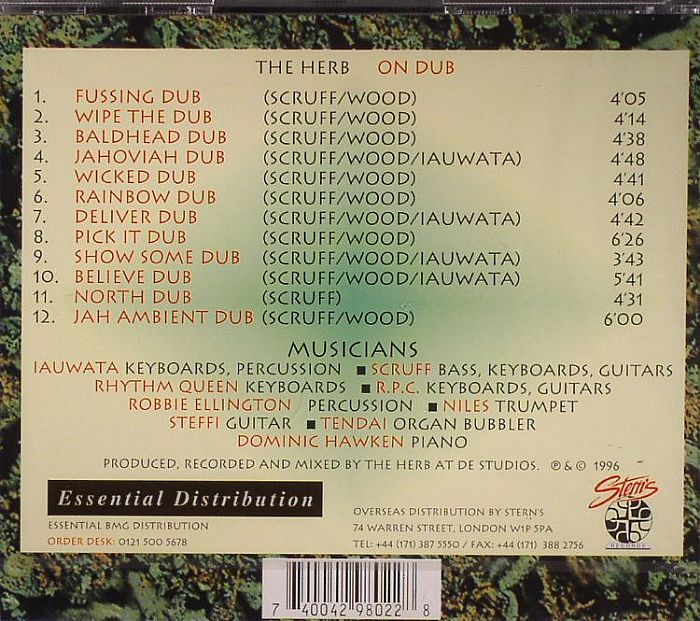 THE HERB ON DUB
1. FUSSING DUB (SCRUFF/WOOD) 4'05
2. WIPE THE DUB (SCRUFF/WOOD) 4'14
3. BALDHEAD DUB (SCRUFF/WOOD) 4'38
4. JAHOVIAH DUB (SCRUFF/WOOD/IAUWATA) 4'48
5. WICKED DUB (SCRUFF/WOOD) 4'41
6. RAINBOW DUB (SCRUFF/WOOD) 4'06
7. DELIVER DUB (SCRUFF/WOOD/IAUWATA) 4'42
8. PICK IT DUB (SCRUFF/WOOD) 6'26
9. SHOW SOME DUB (SCRUFF/WOOD/IAUWATA) 3'43
10. BELIEVE DUB (SCRUFF/WOOD/IAUWATA) 5'41
11. NORTH DUB (SCRUFF) 4'31
12. JAH AMBIENT DUB (SCRUFF/WOOD) 6'00
MUSICIANS
IAUWATA KEYBOARDS, PERCUSSION ■ SCRUFF BASS, KEYBOARDS, GUITARS
RHYTHM QUEEN KEYBOARDS ■ R.P.C. KEYBOARDS, GUITARS
ROBBIE ELLINGTON PERCUSSION ■ NILES TRUMPET
STEFFI GUITAR ■ TENDAI ORGAN BUBBLER
DOMINIC HAWKEN PIANO
PRODUCED, RECORDED AND MIXED BY THE HERB AT DE STUDIOS. ℗ & © 1996
Essential Distribution
ESSENTIAL BMG DISTRIBUTION
ORDER DESK: 0121 500 5678
OVERSEAS DISTRIBUTION BY STERN'S
74 WARREN STREET, LONDON W1P 5PA
TEL: +44 (171) 387 5550 / FAX: +44 (171) 388 2756
Stern's
RECORDS
7 40042 98022 8